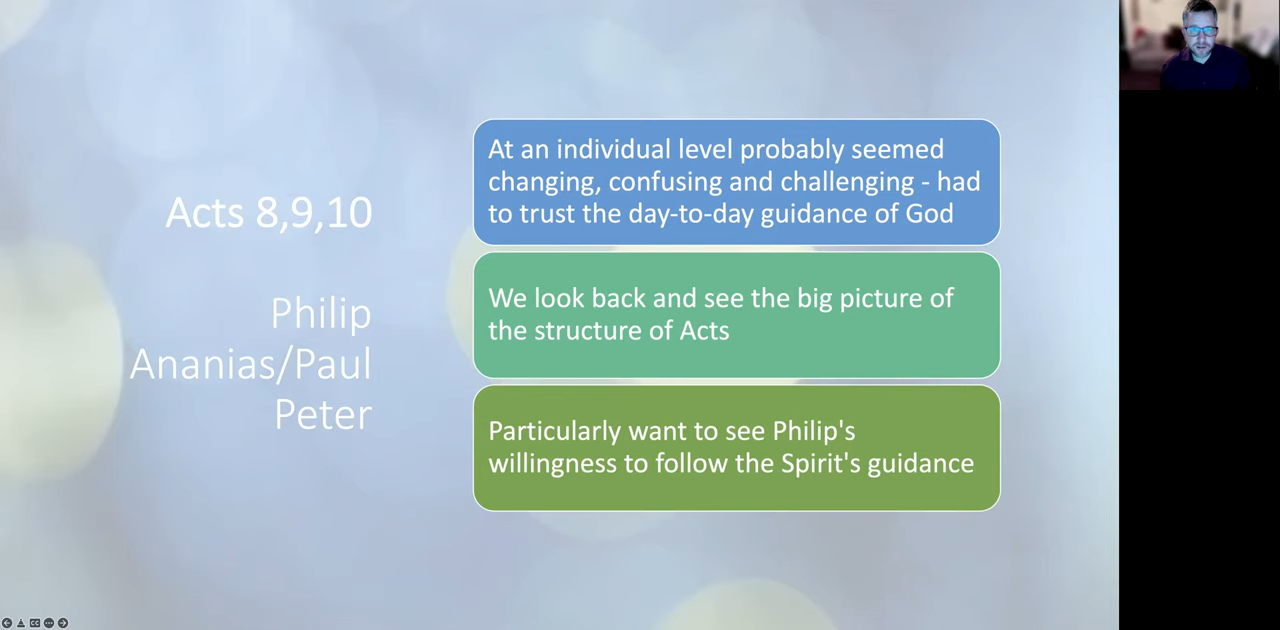 Acts 8,9,10
Philip
Ananias/Paul
Peter
At an individual level probably seemed
changing, confusing and challenging - had
to trust the day-to-day guidance of God
We look back and see the big picture of
the structure of Acts
Particularly want to see Philip's
willingness to follow the Spirit's guidance